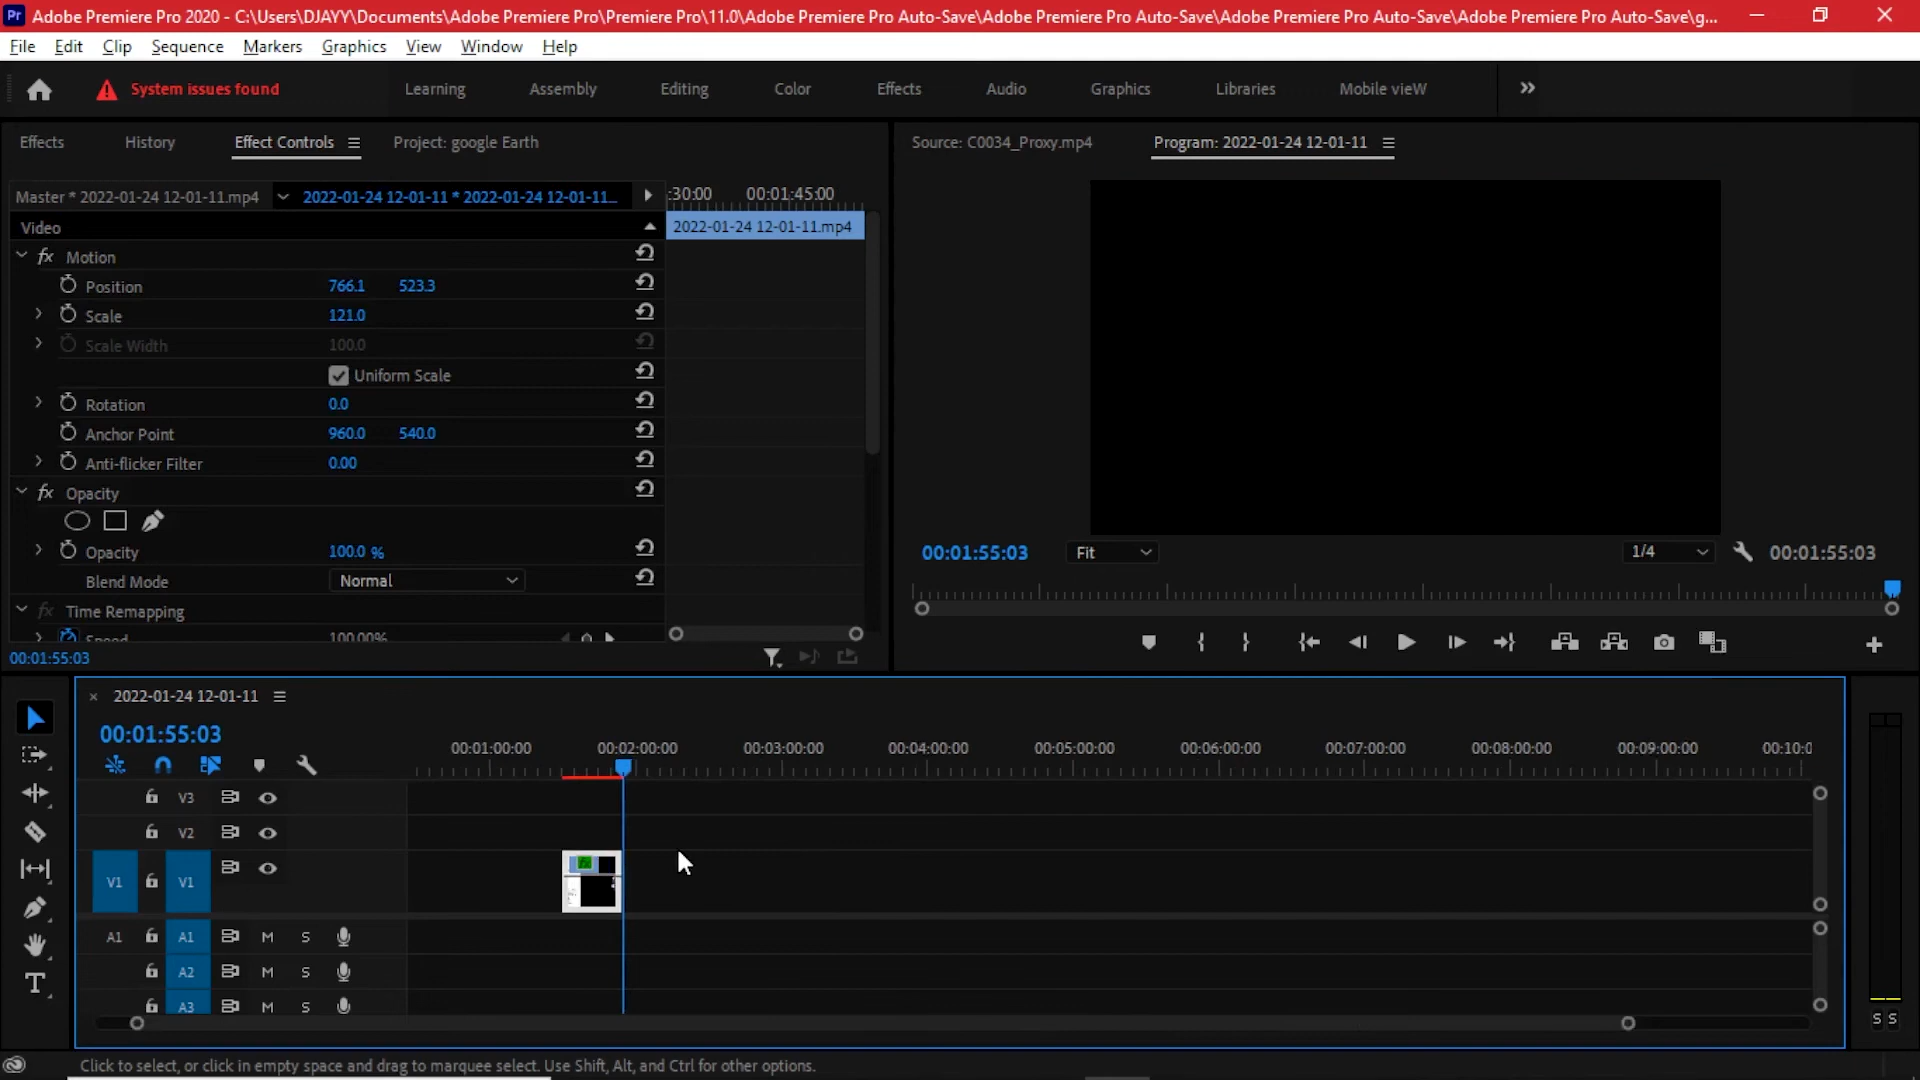 Pr Adobe Premiere Pro 2020 - C:\Users\DJAYY\Documents\Adobe Premiere Pro\Premiere Pro\11.0\Adobe Premiere Pro Auto-Save\Adobe Premiere Pro Auto-Save\Adobe Premiere Pro Auto-Save\Adobe Premiere Pro Auto-Save\g...
File Edit Clip Sequence Markers Graphics View Window Help
System issues found Learning Assembly Editing Color Effects Audio Graphics Libraries Mobile vieW
Effects History Effect Controls Project: google Earth Source: C0034_Proxy.mp4 Program: 2022-01-24 12-01-11
Master * 2022-01-24 12-01-11.mp4 2022-01-24 12-01-11 * 2022-01-24 12-01-11... :30:00 00:01:45:00
Video 2022-01-24 12-01-11.mp4
fx Motion
Position 766.1 523.3
Scale 121.0
Scale Width 100.0
Uniform Scale
Rotation 0.0
Anchor Point 960.0 540.0
Anti-flicker Filter 0.00
fx Opacity
Opacity 100.0 %
Blend Mode Normal
fx Time Remapping
Speed 100.00%
00:01:55:03
00:01:55:03 Fit 1/4 00:01:55:03
2022-01-24 12-01-11
00:01:55:03
00:01:00:00 00:02:00:00 00:03:00:00 00:04:00:00 00:05:00:00 00:06:00:00 00:07:00:00 00:08:00:00 00:09:00:00 00:10:0
V3
V2
V1 V1
A1 A1 M S
A2 M S
A3 M S
S S
Click to select, or click in empty space and drag to marquee select. Use Shift, Alt, and Ctrl for other options.